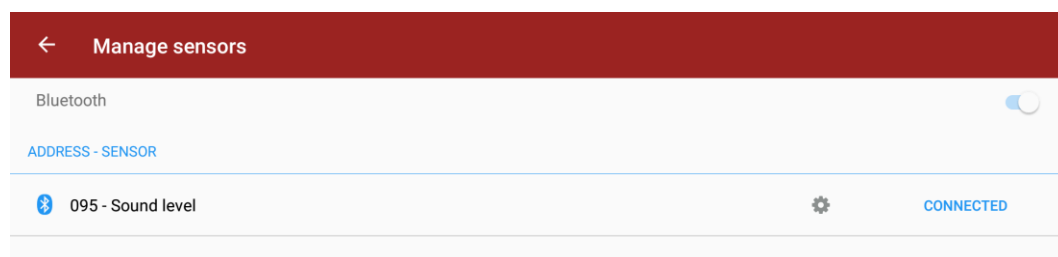 Manage sensors
Bluetooth
ADDRESS - SENSOR
095 - Sound level CONNECTED